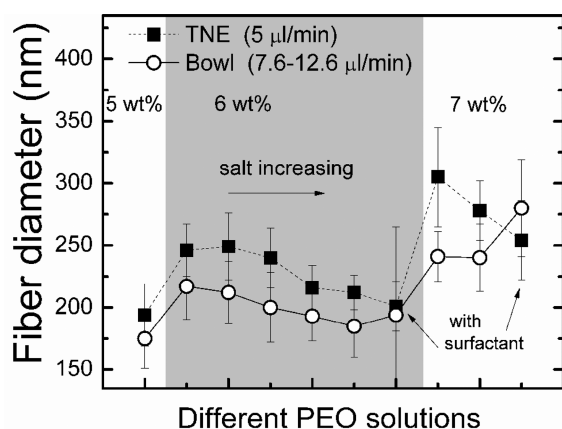 TNE (5 μl/min)
Bowl (7.6-12.6 μl/min)
5 wt%
6 wt%
7 wt%
salt increasing
with
surfactant
400
350
300
250
200
150
Fiber diameter (nm)
Different PEO solutions